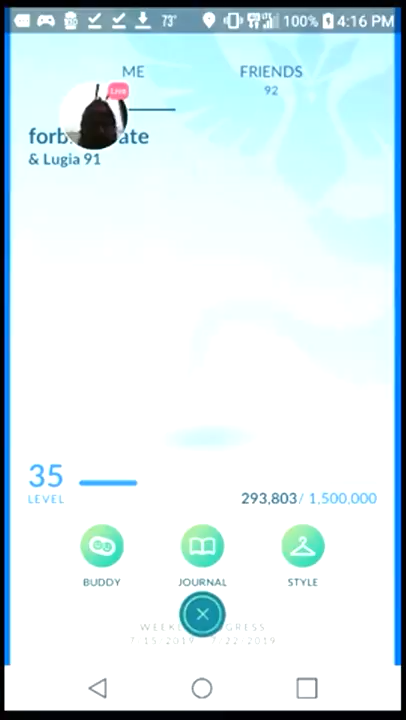 73° 100% 4:16 PM
ME
FRIENDS
92
Live
& Lugia 91
35
LEVEL
293,803/ 1,500,000
BUDDY
JOURNAL
STYLE
7-15-2019 - 7-22-2019